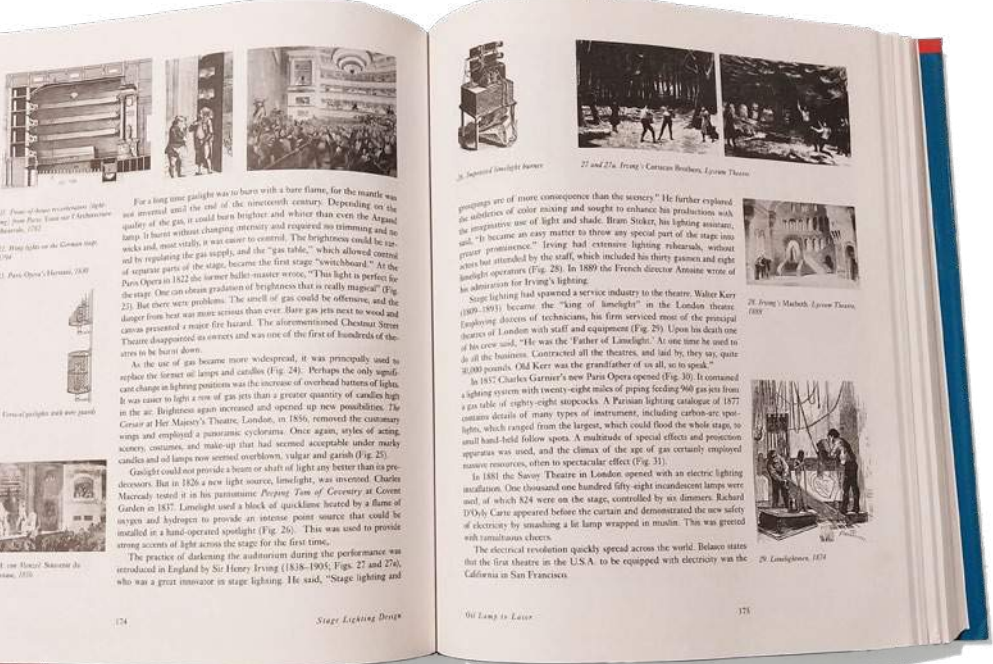 For a long time gaslight was to burn with a bare flame, for the mantle was
not invented until the end of the nineteenth century. Depending on the
quality of the gas, it could burn brighter and whiter than even the Argand
lamp. It burnt without changing intensity and required no trimming and no
wicks and, most vitally, it was easier to control. The brightness could be var-
ied by regulating the gas supply, and the "gas table," which allowed control
of separate parts of the stage, became the first stage "switchboard." At the
Paris Opera in 1822 the former ballet-master wrote, "This light is perfect for
the stage. One can obtain gradation of brightness that is really magical" (Fig.
23). But there were problems. The smell of gas could be offensive, and the
danger from heat was more serious than ever. Bare gas jets next to wood and
canvas presented a major fire hazard. The aforementioned Chestnut Street
Theatre disappointed its owners and was one of the first of hundreds of the-
atres to be burnt down.
As the use of gas became more widespread, it was principally used to
replace the former oil lamps and candles (Fig. 24). Perhaps the only signifi-
cant change in lighting positions was the increase of overhead battens of lights.
It was easier to light a row of gas jets than a greater quantity of candles high
in the air. Brightness again increased and opened up new possibilities. The
Corsair at Her Majesty's Theatre, London, in 1856, removed the customary
wings and employed a panoramic cyclorama. Once again, styles of acting,
scenery, costumes, and make-up that had seemed acceptable under murky
candles and oil lamps now seemed overblown, vulgar and garish (Fig. 25).
Gaslight could not provide a beam or shaft of light any better than its pre-
decessors. But in 1826 a new light source, limelight, was invented. Charles
Macready tested it in his pantomime Peeping Tom of Coventry at Covent
Garden in 1837. Limelight used a block of quicklime heated by a flame of
oxygen and hydrogen to provide an intense point source that could be
installed in a hand-operated spotlight (Fig. 26). This was used to provide
strong accents of light across the stage for the first time.
The practice of darkening the auditorium during the performance was
introduced in England by Sir Henry Irving (1838–1905; Figs. 27 and 27a),
who was a great innovator in stage lighting. He said, "Stage lighting and
174
Stage Lighting Design
23. Paris Opera's Hernani, 1830
26. Improved limelight burner
27 and 27a. Irving's Corsican Brothers, Lyceum Theatre
groupings are of more consequence than the scenery." He further explored
the subtleties of color mixing and sought to enhance his productions with
the imaginative use of light and shade. Bram Stoker, his lighting assistant,
said, "It became an easy matter to throw any special part of the stage into
greater prominence." Irving had extensive lighting rehearsals, without
actors but attended by the staff, which included his thirty gasmen and eight
limelight operators (Fig. 28). In 1889 the French director Antoine wrote of
his admiration for Irving's lighting.
Stage lighting had spawned a service industry to the theatre. Walter Kerr
(1809–1893) became the "king of limelight" in the London theatre.
Employing dozens of technicians, his firm serviced most of the principal
theatres of London with staff and equipment (Fig. 29). Upon his death one
of his crew said, "He was the 'Father of Limelight.' At one time he used to
do all the business. Contracted all the theatres, and laid by, they say, quite
30,000 pounds. Old Kerr was the grandfather of us all, so to speak."
In 1857 Charles Garnier's new Paris Opera opened (Fig. 30). It contained
a lighting system with twenty-eight miles of piping feeding 960 gas jets from
a gas table of eighty-eight stopcocks. A Parisian lighting catalogue of 1877
contains details of many types of instrument, including carbon-arc spot-
lights, which ranged from the largest, which could flood the whole stage, to
small hand-held follow spots. A multitude of special effects and projection
apparatus was used, and the climax of the age of gas certainly employed
massive resources, often to spectacular effect (Fig. 31).
In 1881 the Savoy Theatre in London opened with an electric lighting
installation. One thousand one hundred fifty-eight incandescent lamps were
used, of which 824 were on the stage, controlled by six dimmers. Richard
D'Oyly Carte appeared before the curtain and demonstrated the new safety
of electricity by smashing a lit lamp wrapped in muslin. This was greeted
with tumultuous cheers.
The electrical revolution quickly spread across the world. Belasco states
that the first theatre in the U.S.A. to be equipped with electricity was the
California in San Francisco.
28. Irving's Macbeth, Lyceum Theatre,
1888
29. Limelightmen, 1874
Oil Lamp to Laser
175